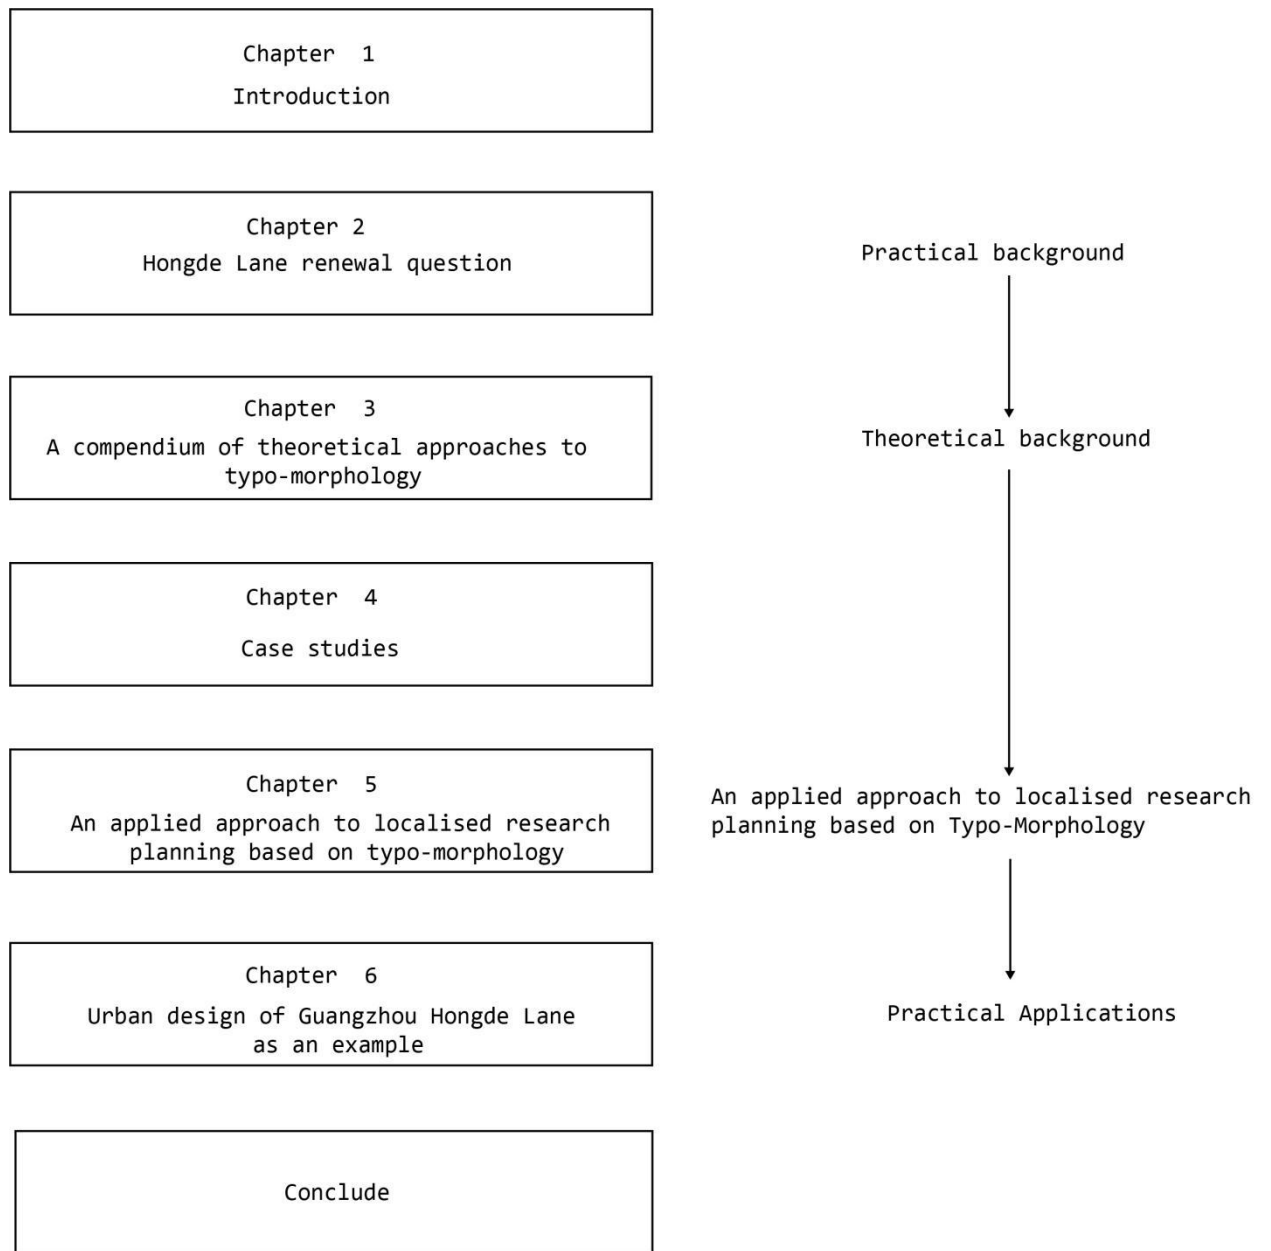 Chapter 1
Introduction
Chapter 2
Hongde Lane renewal question
Practical background
Chapter 3
A compendium of theoretical approaches to
typo-morphology
Theoretical background
Chapter 4
Case studies
Chapter 5
An applied approach to localised research
planning based on typo-morphology
An applied approach to localised research
planning based on Typo-Morphology
Chapter 6
Urban design of Guangzhou Hongde Lane
as an example
Practical Applications
Conclude